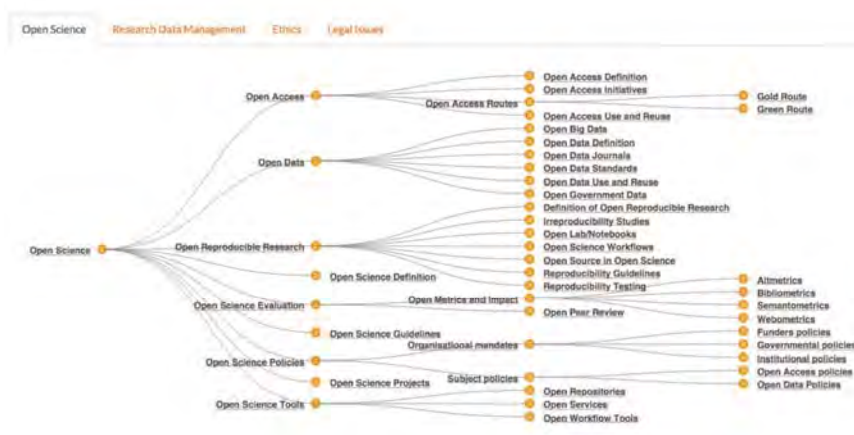 Open Science Research Data Management Ethics Legal Issues
Open Access Definition
Open Access Initiatives
Open Access
Open Access Routes
Gold Route
Green Route
Open Access Use and Reuse
Open Big Data
Open Data Definition
Open Data Journals
Open Data
Open Data Standards
Open Data Use and Reuse
Open Government Data
Definition of Open Reproducible Research
Irreproducibility Studies
Open Lab/Notebooks
Open Science
Open Reproducible Research
Open Science Workflows
Open Source in Open Science
Reproducibility Guidelines
Reproducibility Testing
Open Science Definition
Open Science Evaluation
Open Metrics and Impact
Altmetrics
Bibliometrics
Semantometrics
Webometrics
Open Peer Review
Open Science Guidelines
Open Science Policies
Organisational mandates
Funders policies
Governmental policies
Institutional policies
Subject policies
Open Access policies
Open Data Policies
Open Science Projects
Open Science Tools
Open Repositories
Open Services
Open Workflow Tools